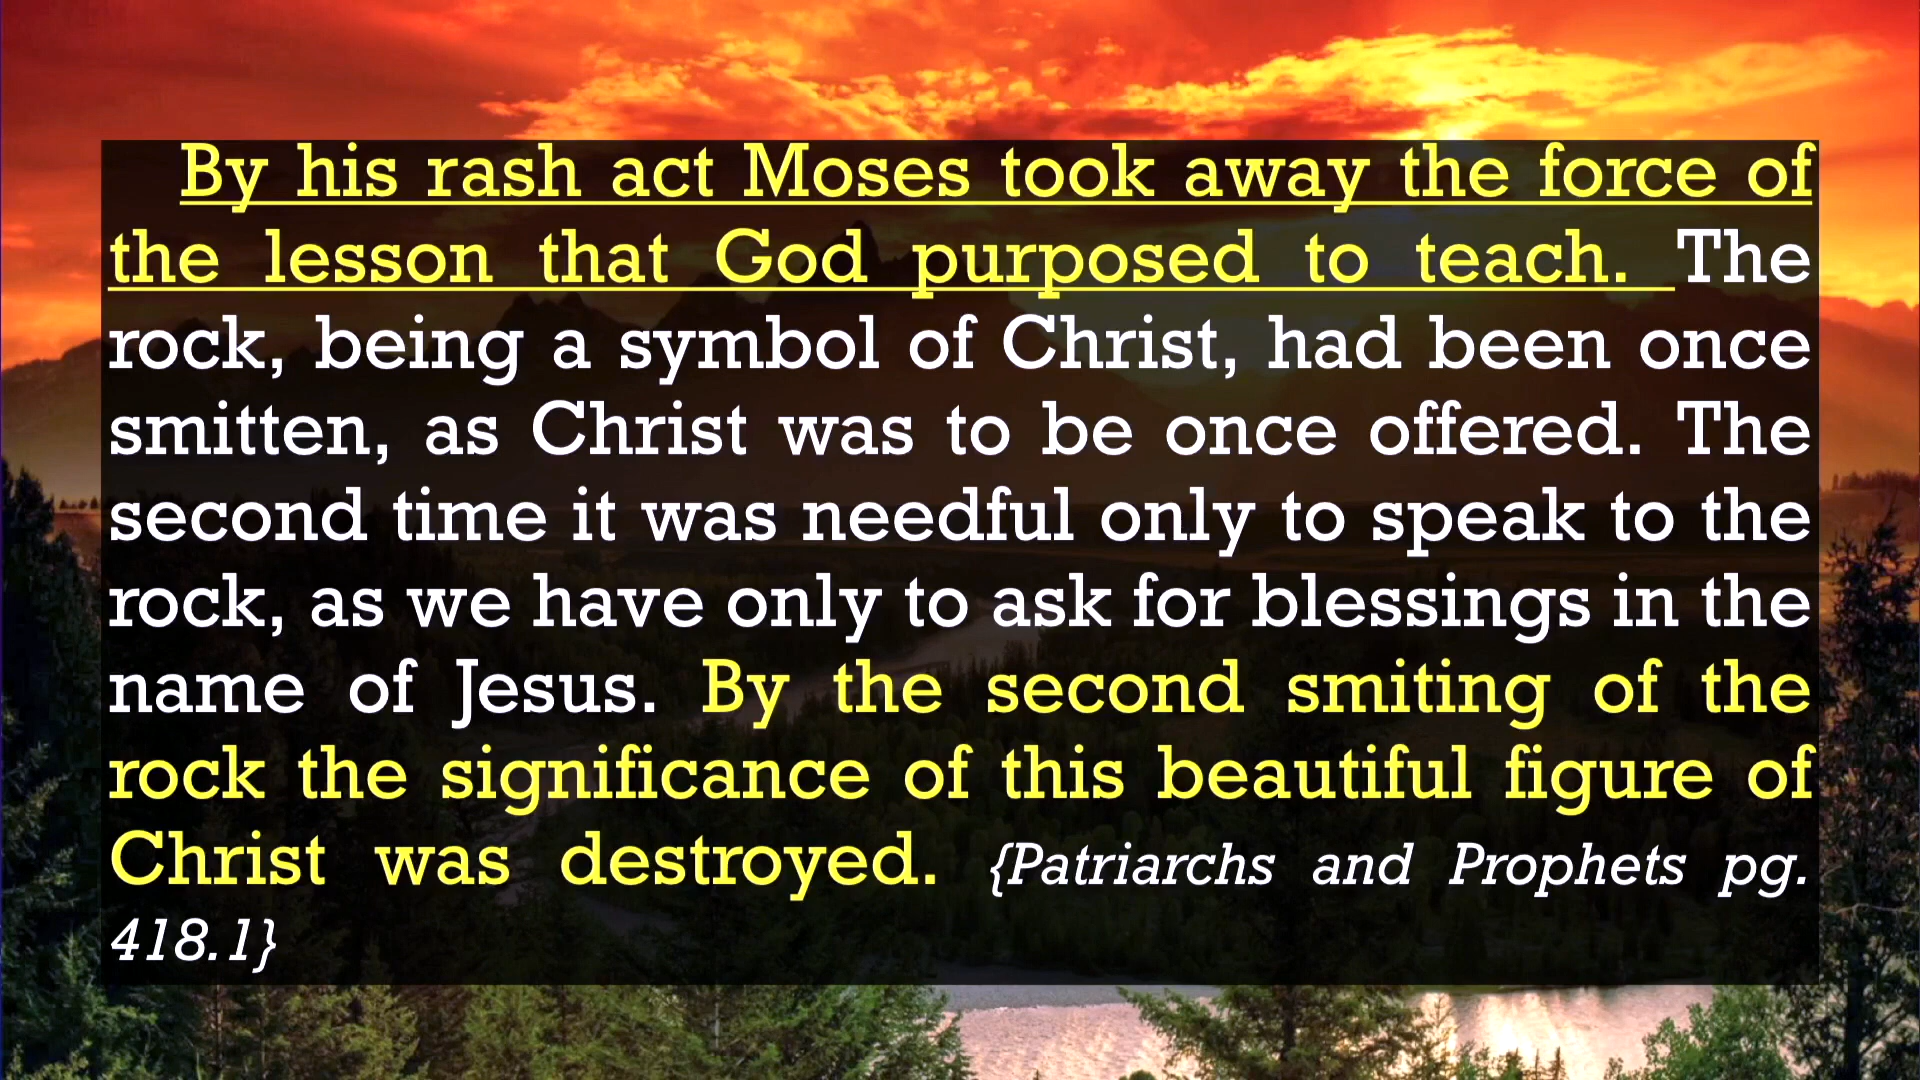 By his rash act Moses took away the force of
the lesson that God purposed to teach. The
rock, being a symbol of Christ, had been once
smitten, as Christ was to be once offered. The
second time it was needful only to speak to the
rock, as we have only to ask for blessings in the
name of Jesus. By the second smiting of the
rock the significance of this beautiful figure of
Christ was destroyed. {Patriarchs and Prophets pg.
418.1}